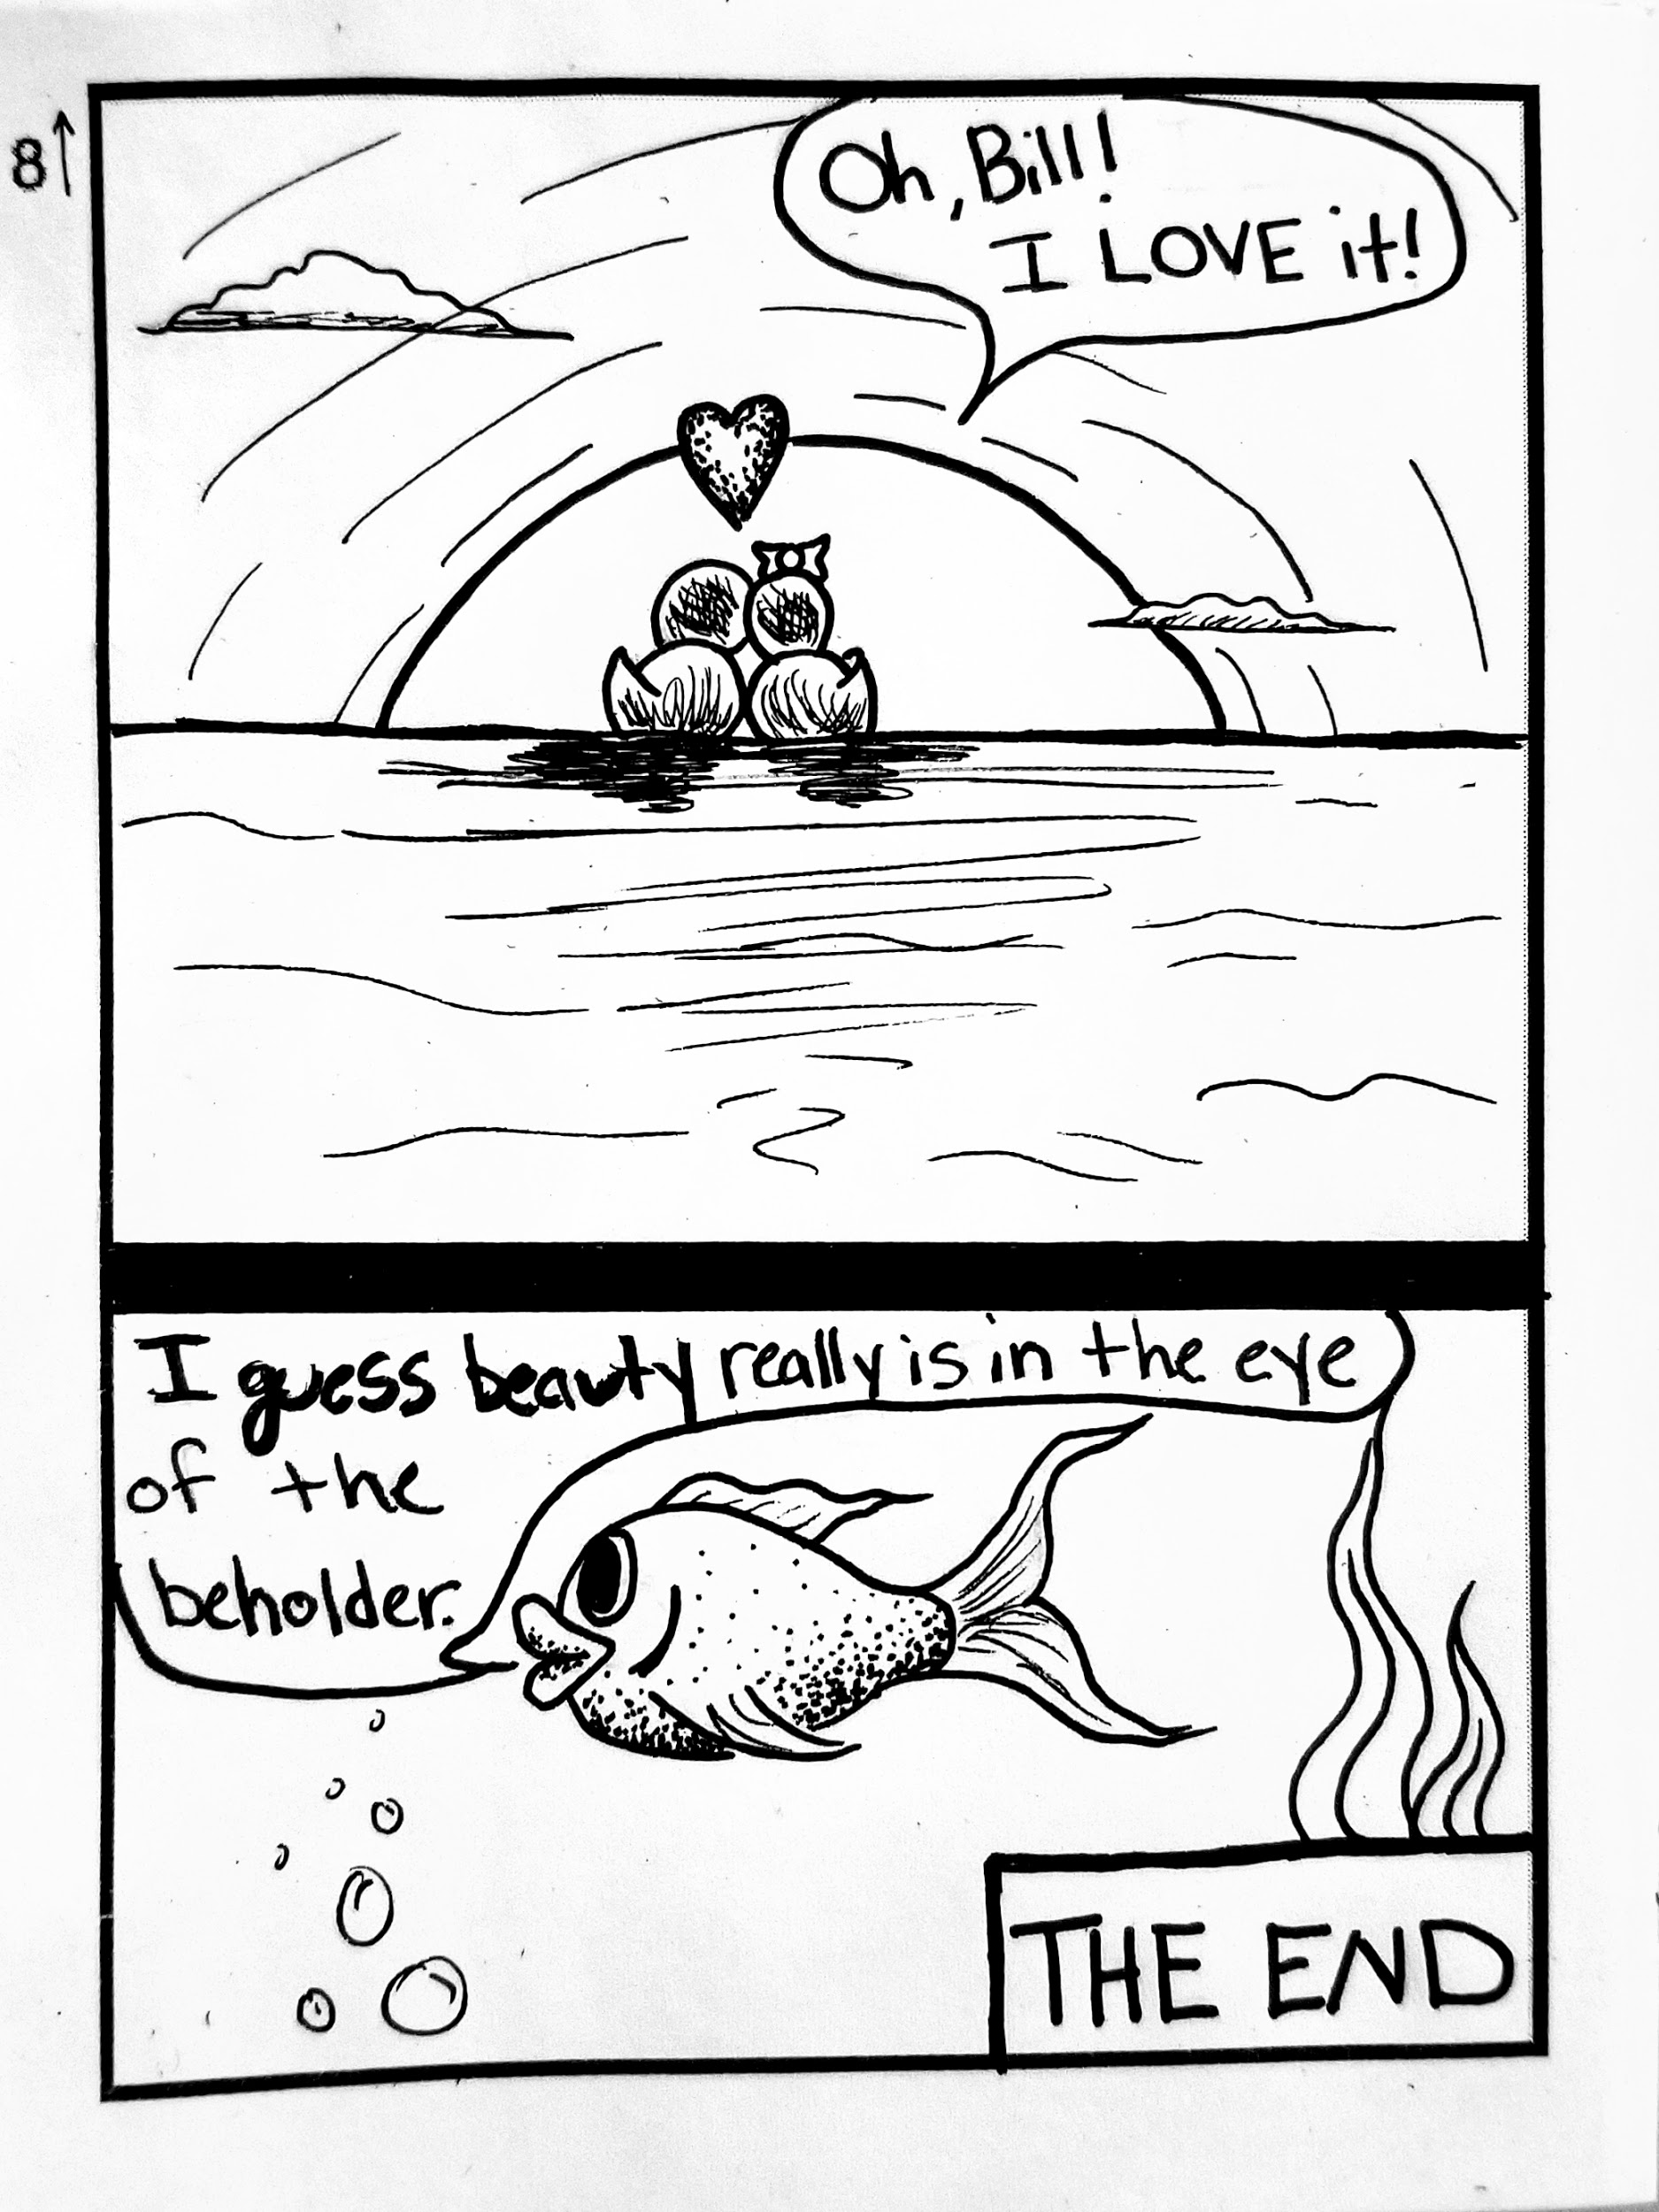 8↑
Oh, Bill!
I LOVE it!
I guess beauty really is in the eye
of the
beholder.
THE END